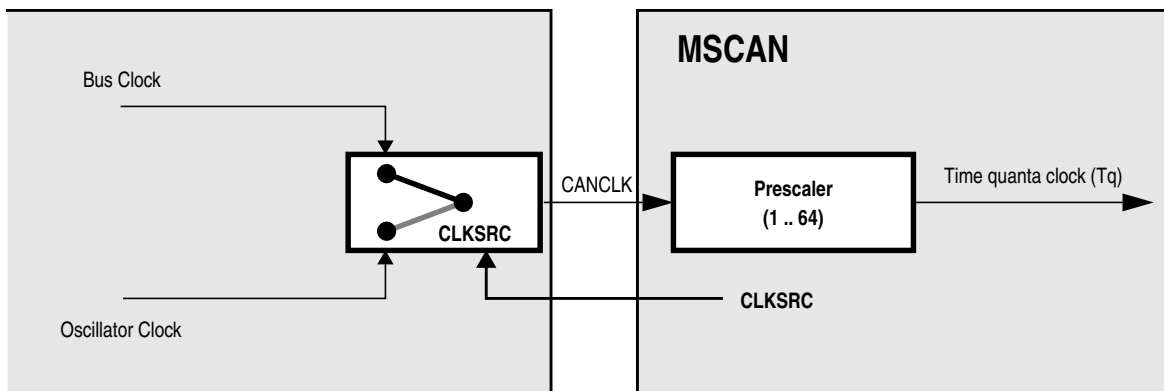 MSCAN
Bus Clock
CANCLK
Prescaler
(1 .. 64)
Time quanta clock (Tq)
CLKSRC
CLKSRC
Oscillator Clock